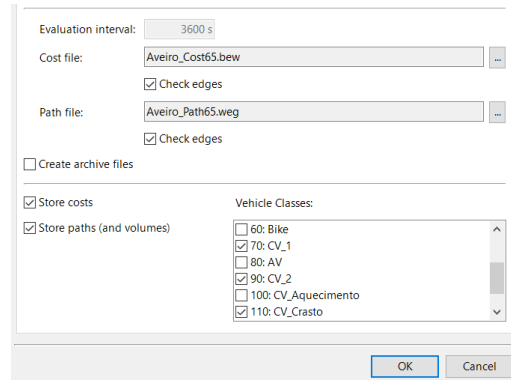 Evaluation interval: 3600 s
Cost file: Aveiro_Cost65.bew ...
Check edges
Path file: Aveiro_Path65.weg ...
Check edges
Create archive files
Store costs
Vehicle Classes:
Store paths (and volumes)
60: Bike
70: CV_1
80: AV
90: CV_2
100: CV_Aquecimento
110: CV_Crasto
OK Cancel